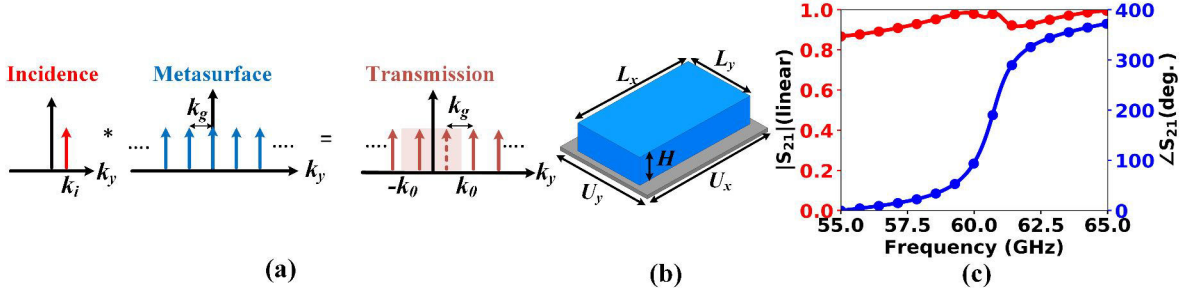 Incidence
Metasurface
Transmission
k_g
k_g
*
=
.....
.....
.....
.....
k_i
k_y
k_y
-k_0
k_0
k_y
(a)
L_x
L_y
H
U_y
U_x
(b)
|S_21|(linear)
1.0
0.8
0.6
0.4
0.2
0.0
400
300
200
100
0
∠S_21(deg.)
55.0 57.5 60.0 62.5 65.0
Frequency (GHz)
(c)